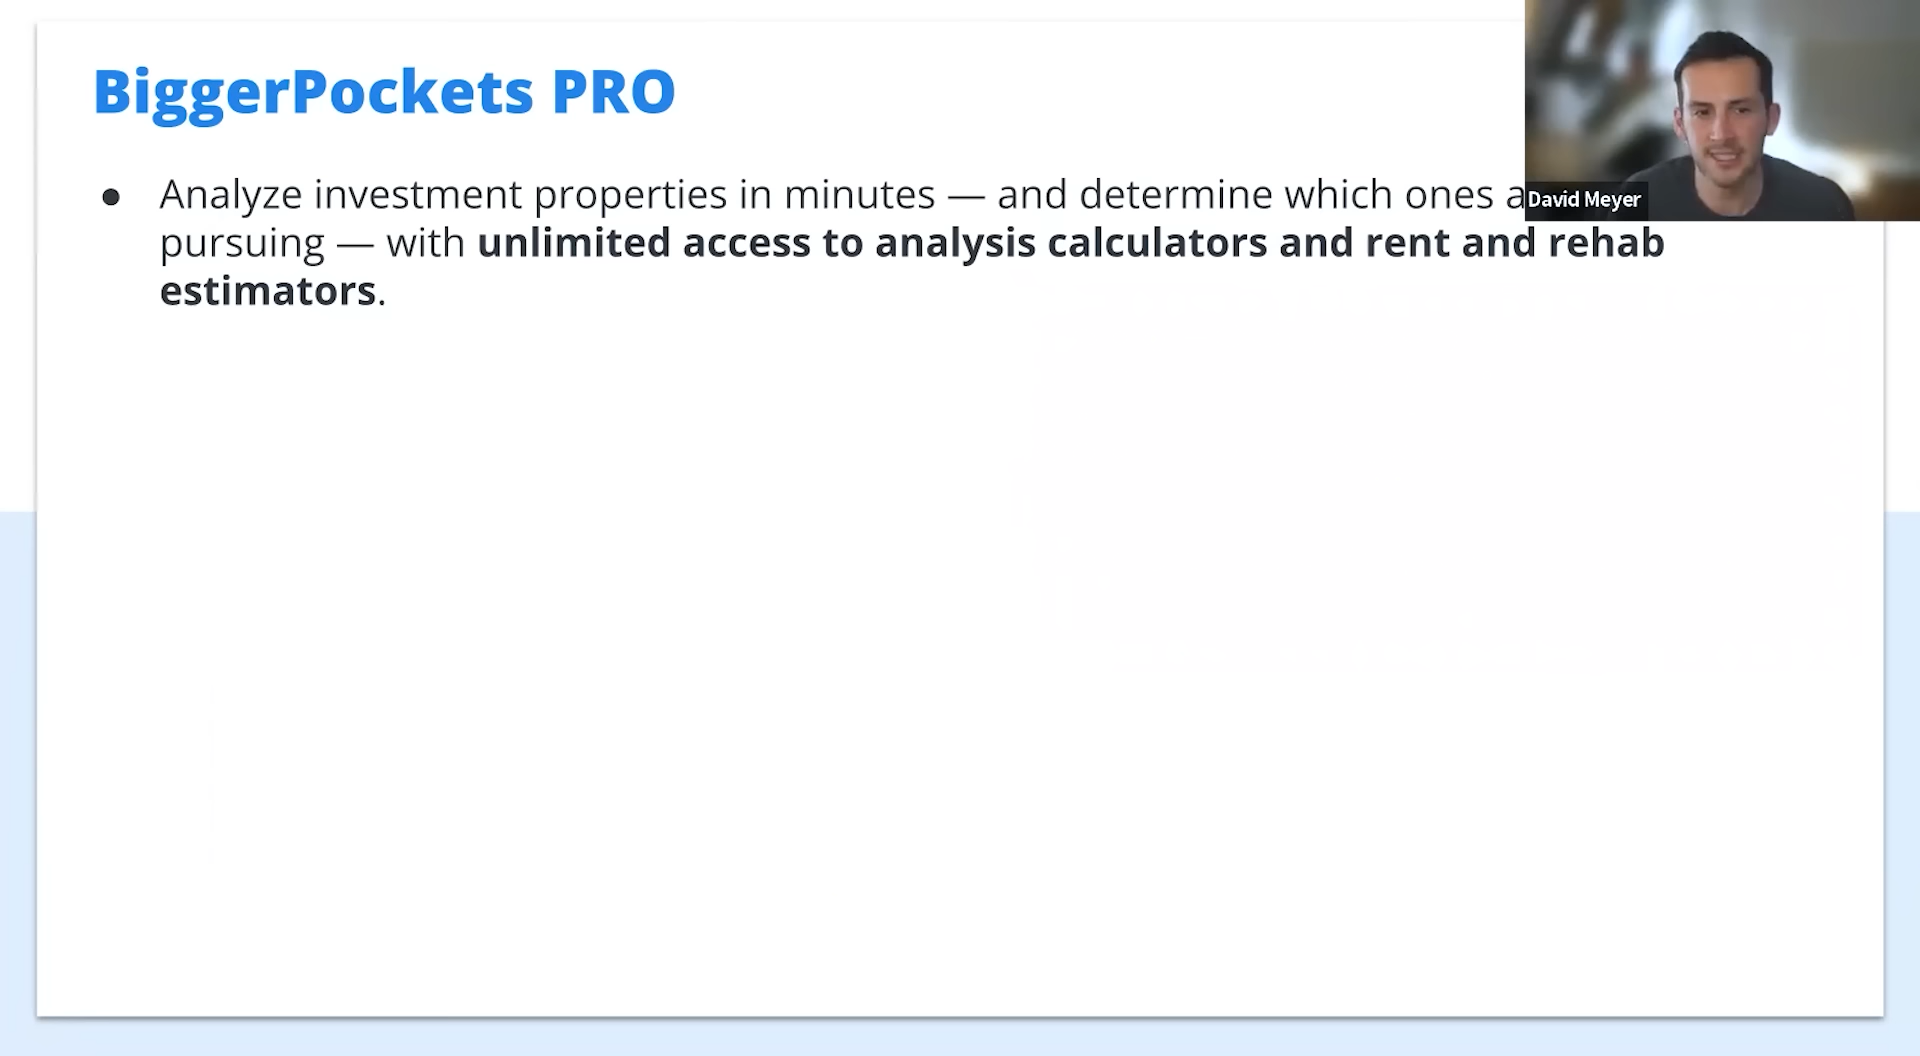 BiggerPockets PRO
● Analyze investment properties in minutes — and determine which ones
David Meyer
pursuing — with unlimited access to analysis calculators and rent and rehab
estimators.